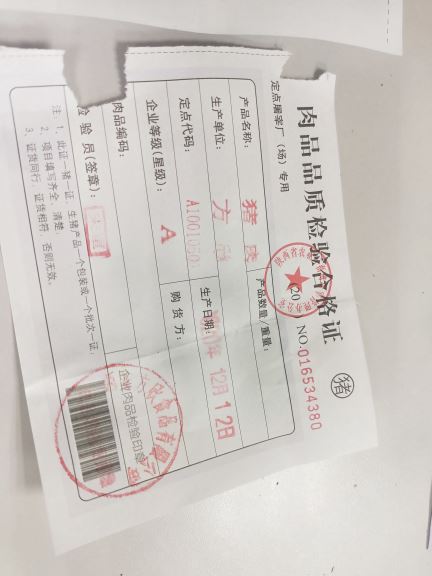 肉品品质检验合格证
猪
定点屠宰厂（场）专用
(20
NO.016534380
产品名称：
猪
产品数量/重量：
生产单位：
方
生产日期：
年 12月12日
定点代码：
A1001050
购 货 方：
企业等级(星级)：
A
肉品编码：
企业肉品检验印章
检 验 员(签章)：
注：1、此证一猪一证，生猪产品一个包装或一个批次一证；
2、项目填写齐全、清楚；
3、证货同行，证货相符，否则无效。